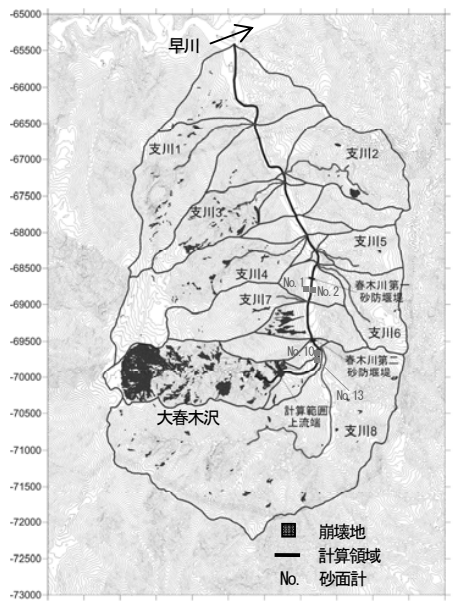 -65000
-65500
早川
-66000
-66500
支川1
支川2
-67000
-67500
支川3
-68000
支川5
-68500
支川4
No. 1
No. 2
春木川第一
砂防堰堤
支川7
-69000
支川6
-69500
No. 10
春木川第二
砂防堰堤
-70000
No. 13
大春木沢
計算範囲
上流端
-70500
支川8
-71000
-71500
-72000
崩壊地
-72500
計算領域
No. 砂面計
-73000